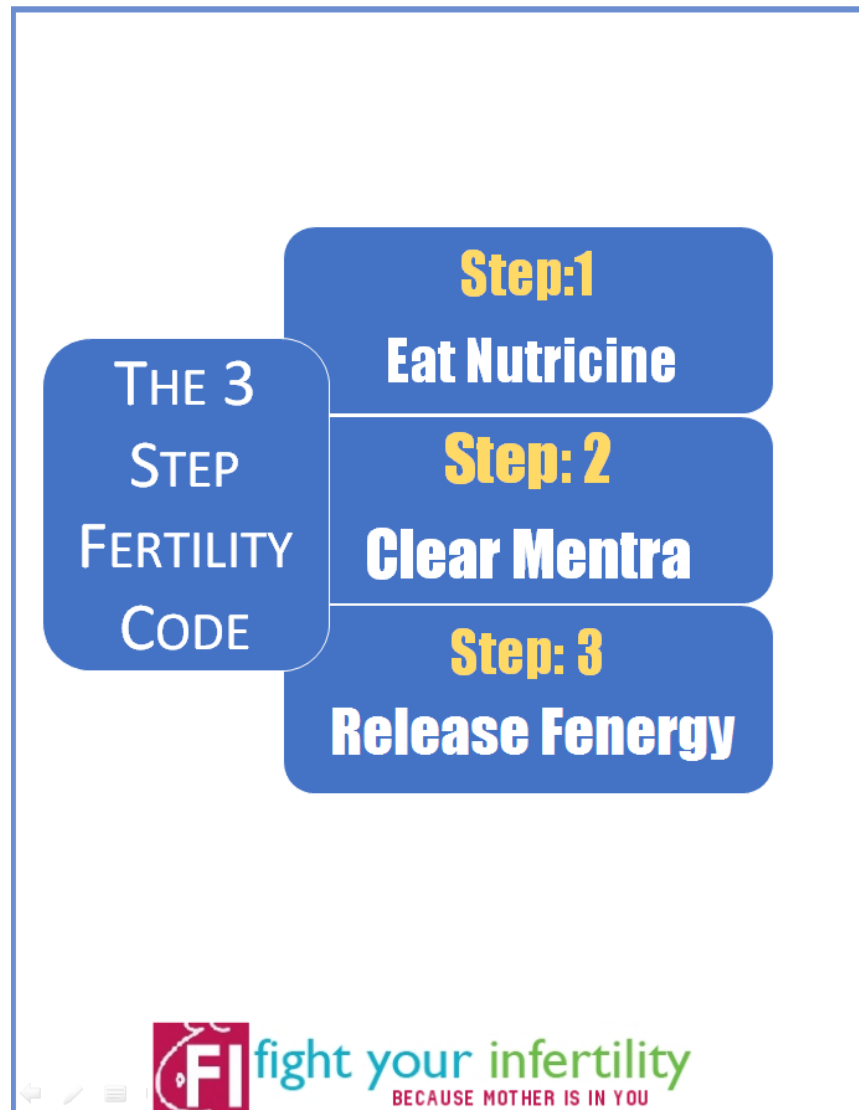 THE 3
STEP
FERTILITY
CODE
Step:1
Eat Nutricine
Step: 2
Clear Mentra
Step: 3
Release Fenergy
FI
fight your infertility
BECAUSE MOTHER IS IN YOU